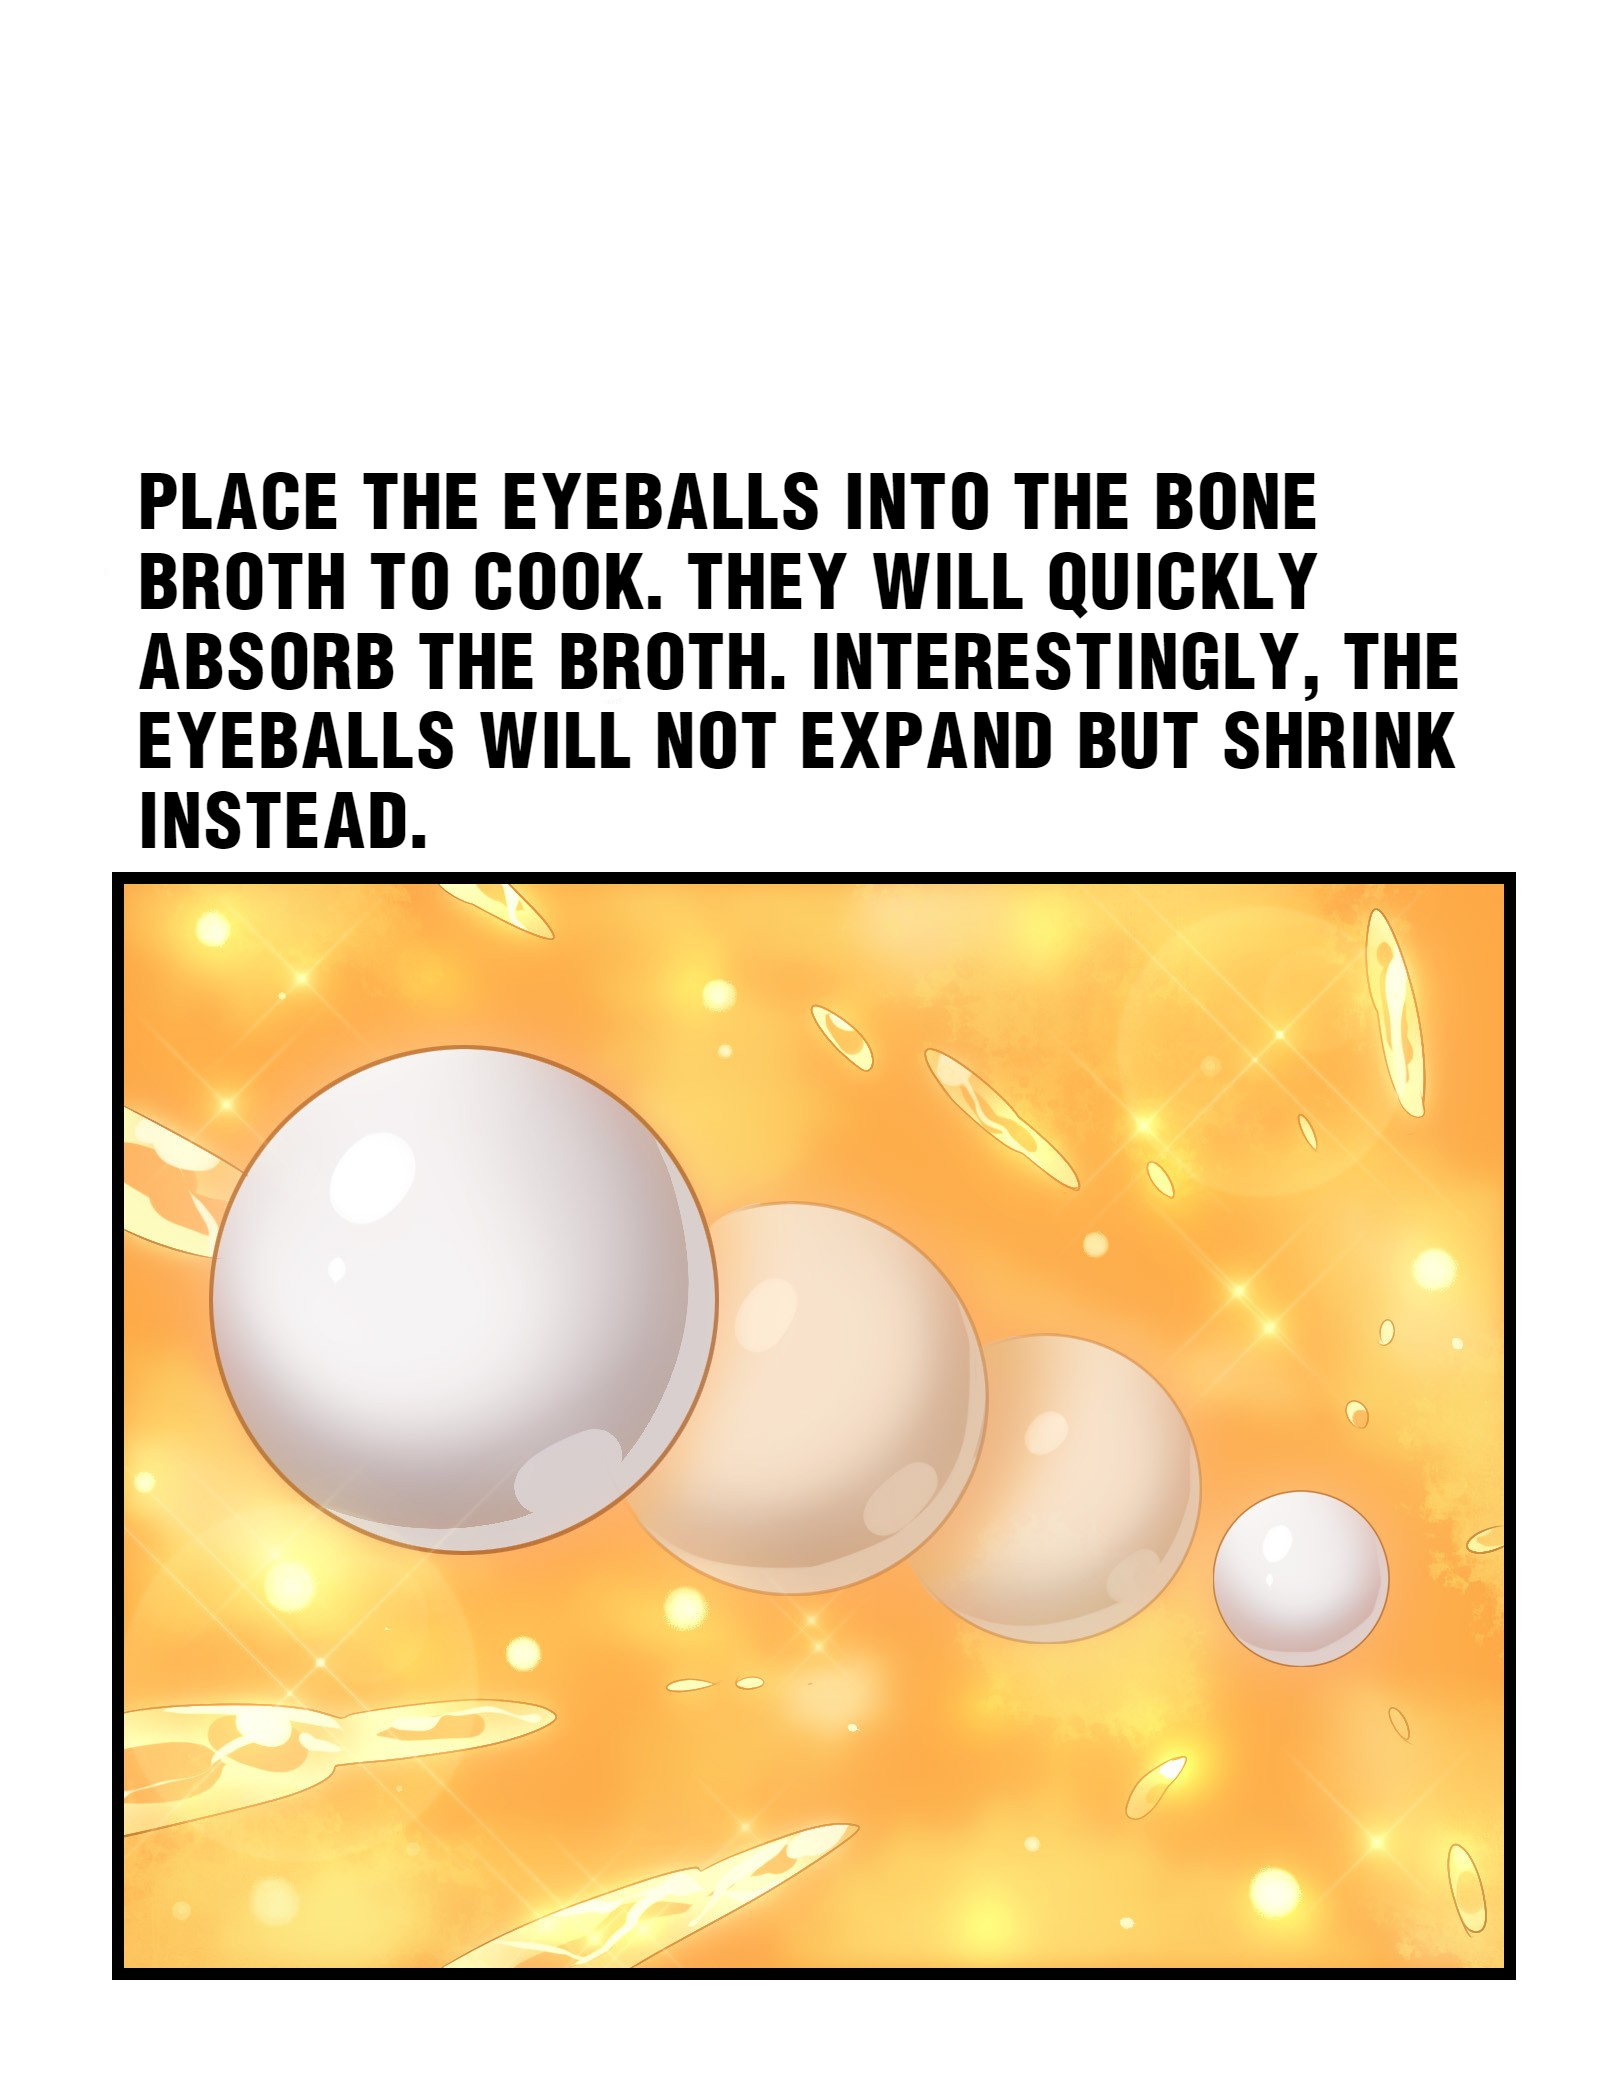 PLACE THE EYEBALLS INTO THE BONE
BROTH TO COOK. THEY WILL QUICKLY
ABSORB THE BROTH. INTERESTINGLY, THE
EYEBALLS WILL NOT EXPAND BUT SHRINK
INSTEAD.